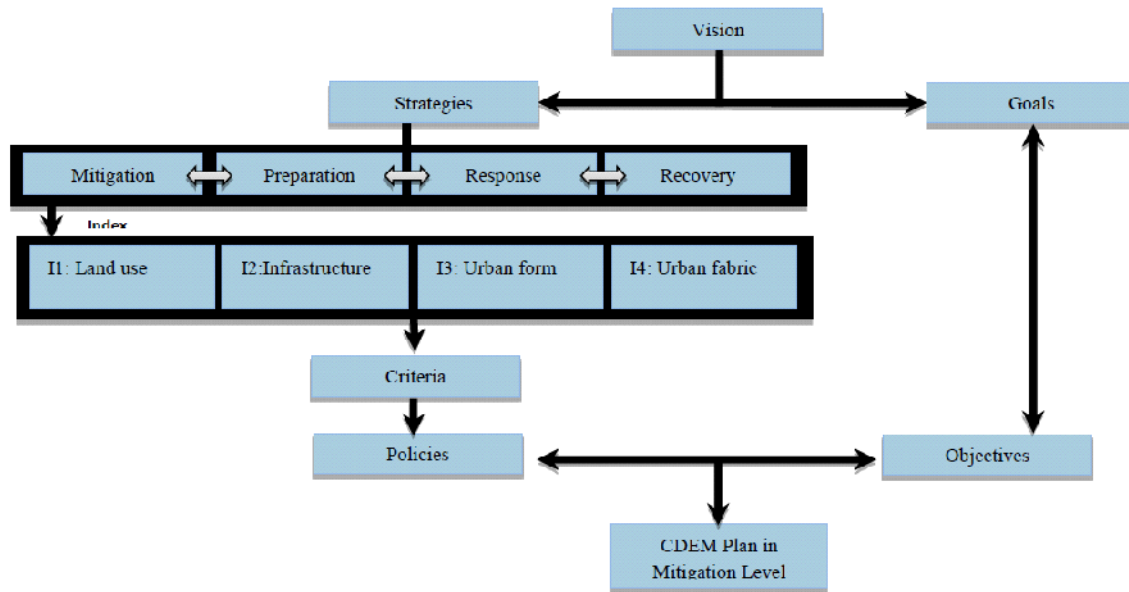 Vision
Strategies
Goals
Mitigation
Preparation
Response
Recovery
Index
I1: Land use
I2:Infrastructure
I3: Urban form
I4: Urban fabric
Criteria
Policies
Objectives
CDEM Plan in
Mitigation Level